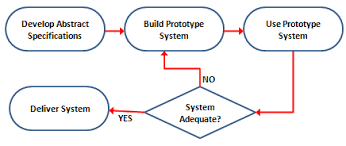 Develop Abstract
Specifications
Build Prototype
System
Use Prototype
System
NO
System
Adequate?
YES
Deliver System